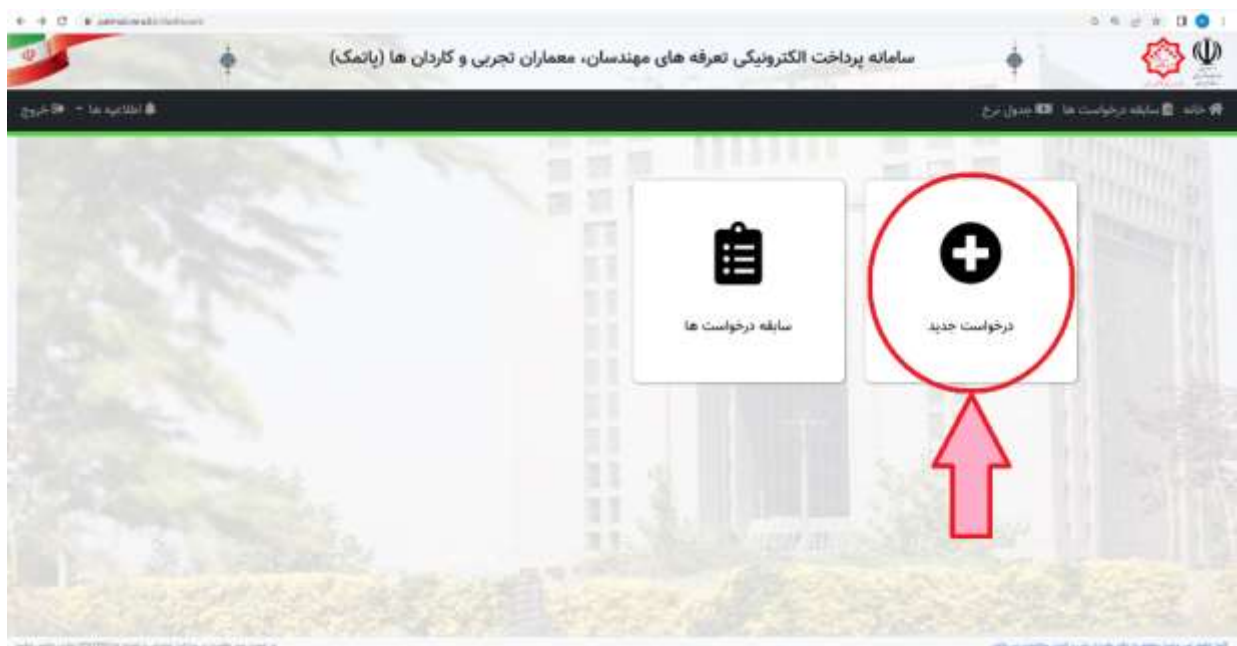 سامانه پرداخت الکترونیکی تعرفه های مهندسان، معماران تجربی و کاردان ها (پاتمک)
خانه سابقه درخواست ها جدول نرخ
اطلاعیه ها خروج
درخواست جدید
سابقه درخواست ها